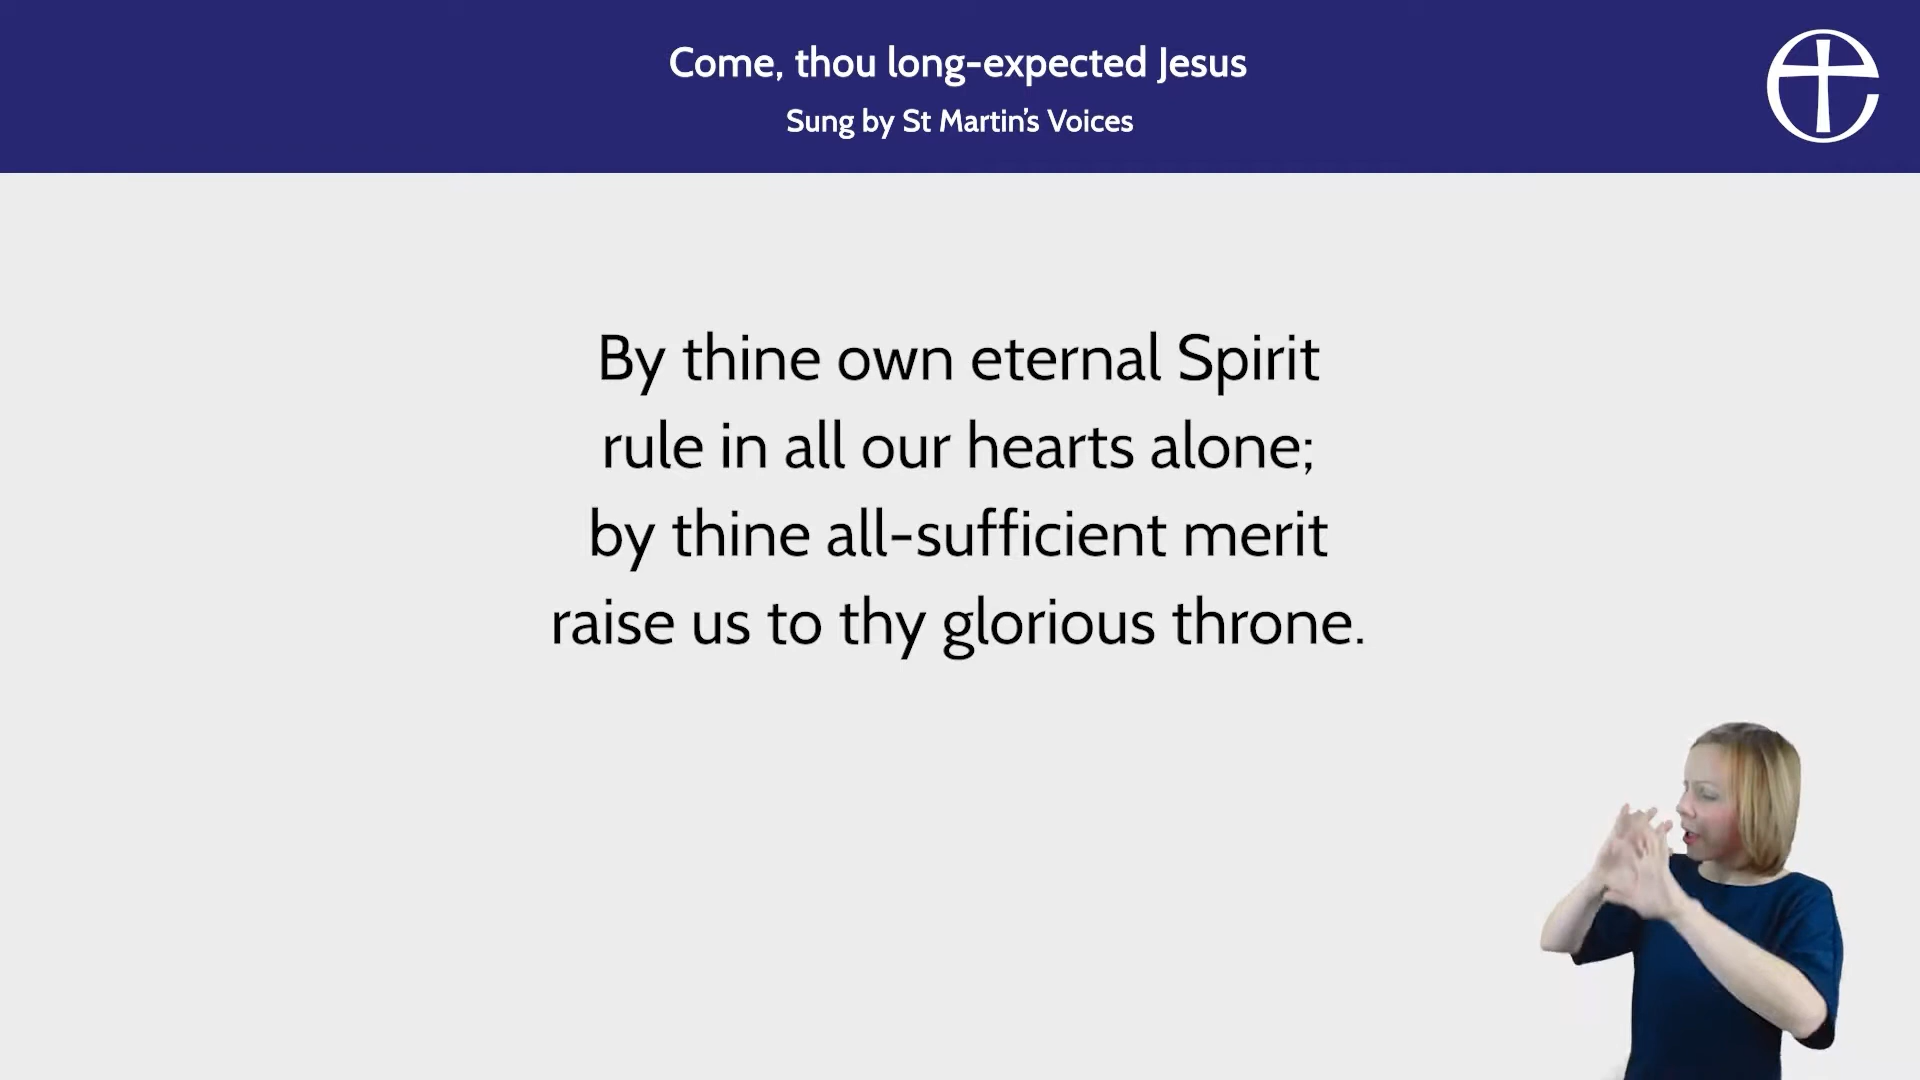 Come, thou long-expected Jesus
Sung by St Martin's Voices
By thine own eternal Spirit
rule in all our hearts alone;
by thine all-sufficient merit
raise us to thy glorious throne.